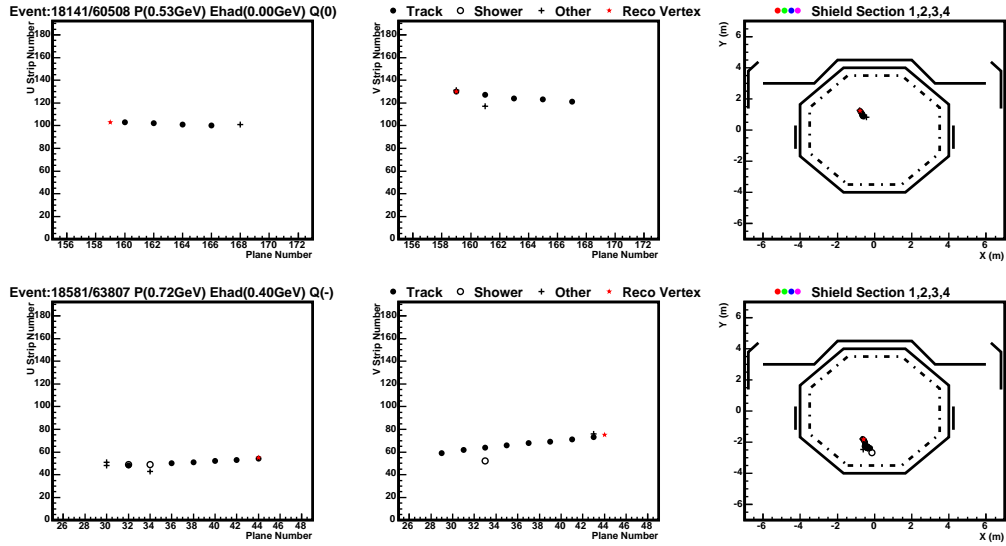 Event:18141/60508 P(0.53GeV) Ehad(0.00GeV) Q(0)
Track Shower Other Reco Vertex
Shield Section 1,2,3,4
U Strip Number
0 20 40 60 80 100 120 140 160 180
156 158 160 162 164 166 168 170 172
Plane Number
V Strip Number
0 20 40 60 80 100 120 140 160 180
156 158 160 162 164 166 168 170 172
Plane Number
Y (m)
-6 -4 -2 0 2 4 6
-6 -4 -2 0 2 4 6
X (m)
Event:18581/63807 P(0.72GeV) Ehad(0.40GeV) Q(-)
Track Shower Other Reco Vertex
Shield Section 1,2,3,4
U Strip Number
0 20 40 60 80 100 120 140 160 180
26 28 30 32 34 36 38 40 42 44 46 48
Plane Number
V Strip Number
0 20 40 60 80 100 120 140 160 180
26 28 30 32 34 36 38 40 42 44 46 48
Plane Number
Y (m)
-6 -4 -2 0 2 4 6
-6 -4 -2 0 2 4 6
X (m)